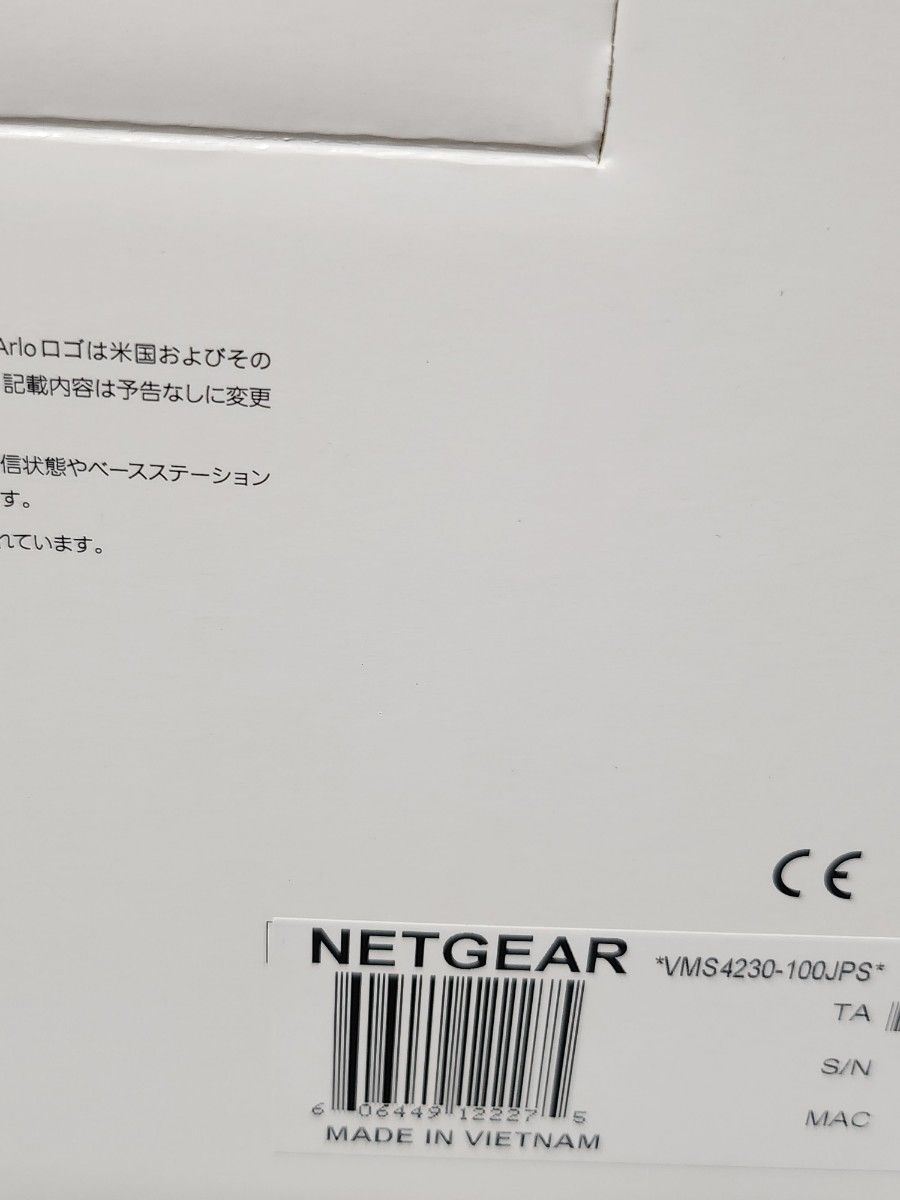 Arloロゴは米国およびその
記載内容は予告なしに変更
信状態やベースステーション
す。
れています。
CE
NETGEAR
*VMS4230-100JPS*
TA
S/N
MAC
6 06449 12227 5
MADE IN VIETNAM